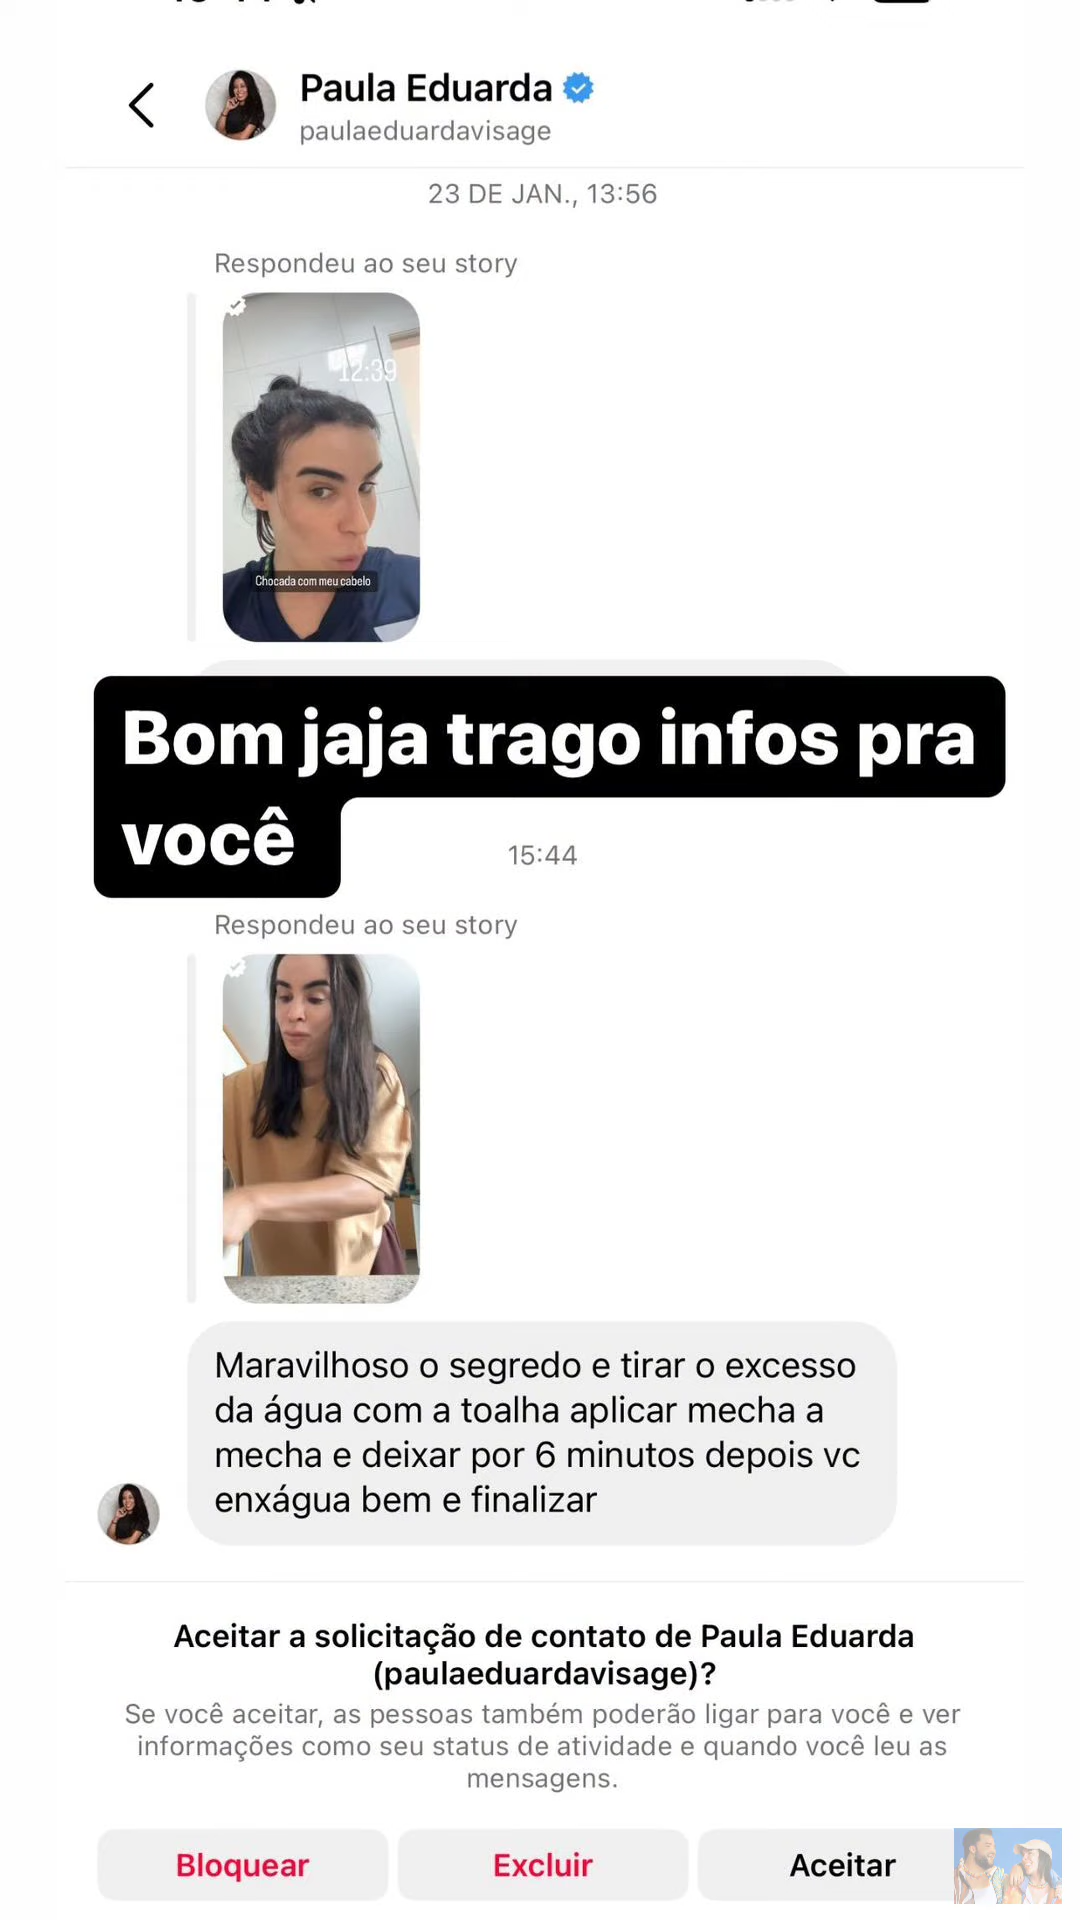 Paula Eduarda
paulaeduardavisage
23 DE JAN., 13:56
Respondeu ao seu story
12:39
Chocada com meu cabelo
Bom jaja trago infos pra
você
15:44
Respondeu ao seu story
Maravilhoso o segredo e tirar o excesso
da água com a toalha aplicar mecha a
mecha e deixar por 6 minutos depois vc
enxágua bem e finalizar
Aceitar a solicitação de contato de Paula Eduarda
(paulaeduardavisage)?
Se você aceitar, as pessoas também poderão ligar para você e ver
informações como seu status de atividade e quando você leu as
mensagens.
Bloquear
Excluir
Aceitar